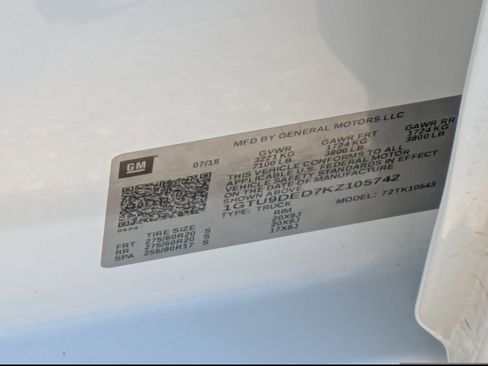 GM
07/18
MFD BY GENERAL MOTORS LLC
GVWR GAWR FRT GAWR RR
3221 KG 1724 KG 1724 KG
7100 LB 3800 LB 3800 LB
THIS VEHICLE CONFORMS TO ALL
APPLICABLE U.S. FEDERAL MOTOR
VEHICLE SAFETY STANDARDS IN EFFECT
ON THE DATE OF MANUFACTURE
SHOWN ABOVE
1GTU9DED7KZ105742
TYPE: TRUCK MODEL: 72TK10543
TIRE SIZE RIM
FRT 275/60R20 S 20X9J
RR 275/60R20 S 20X9J
SPA 255/80R17 S 17X8J